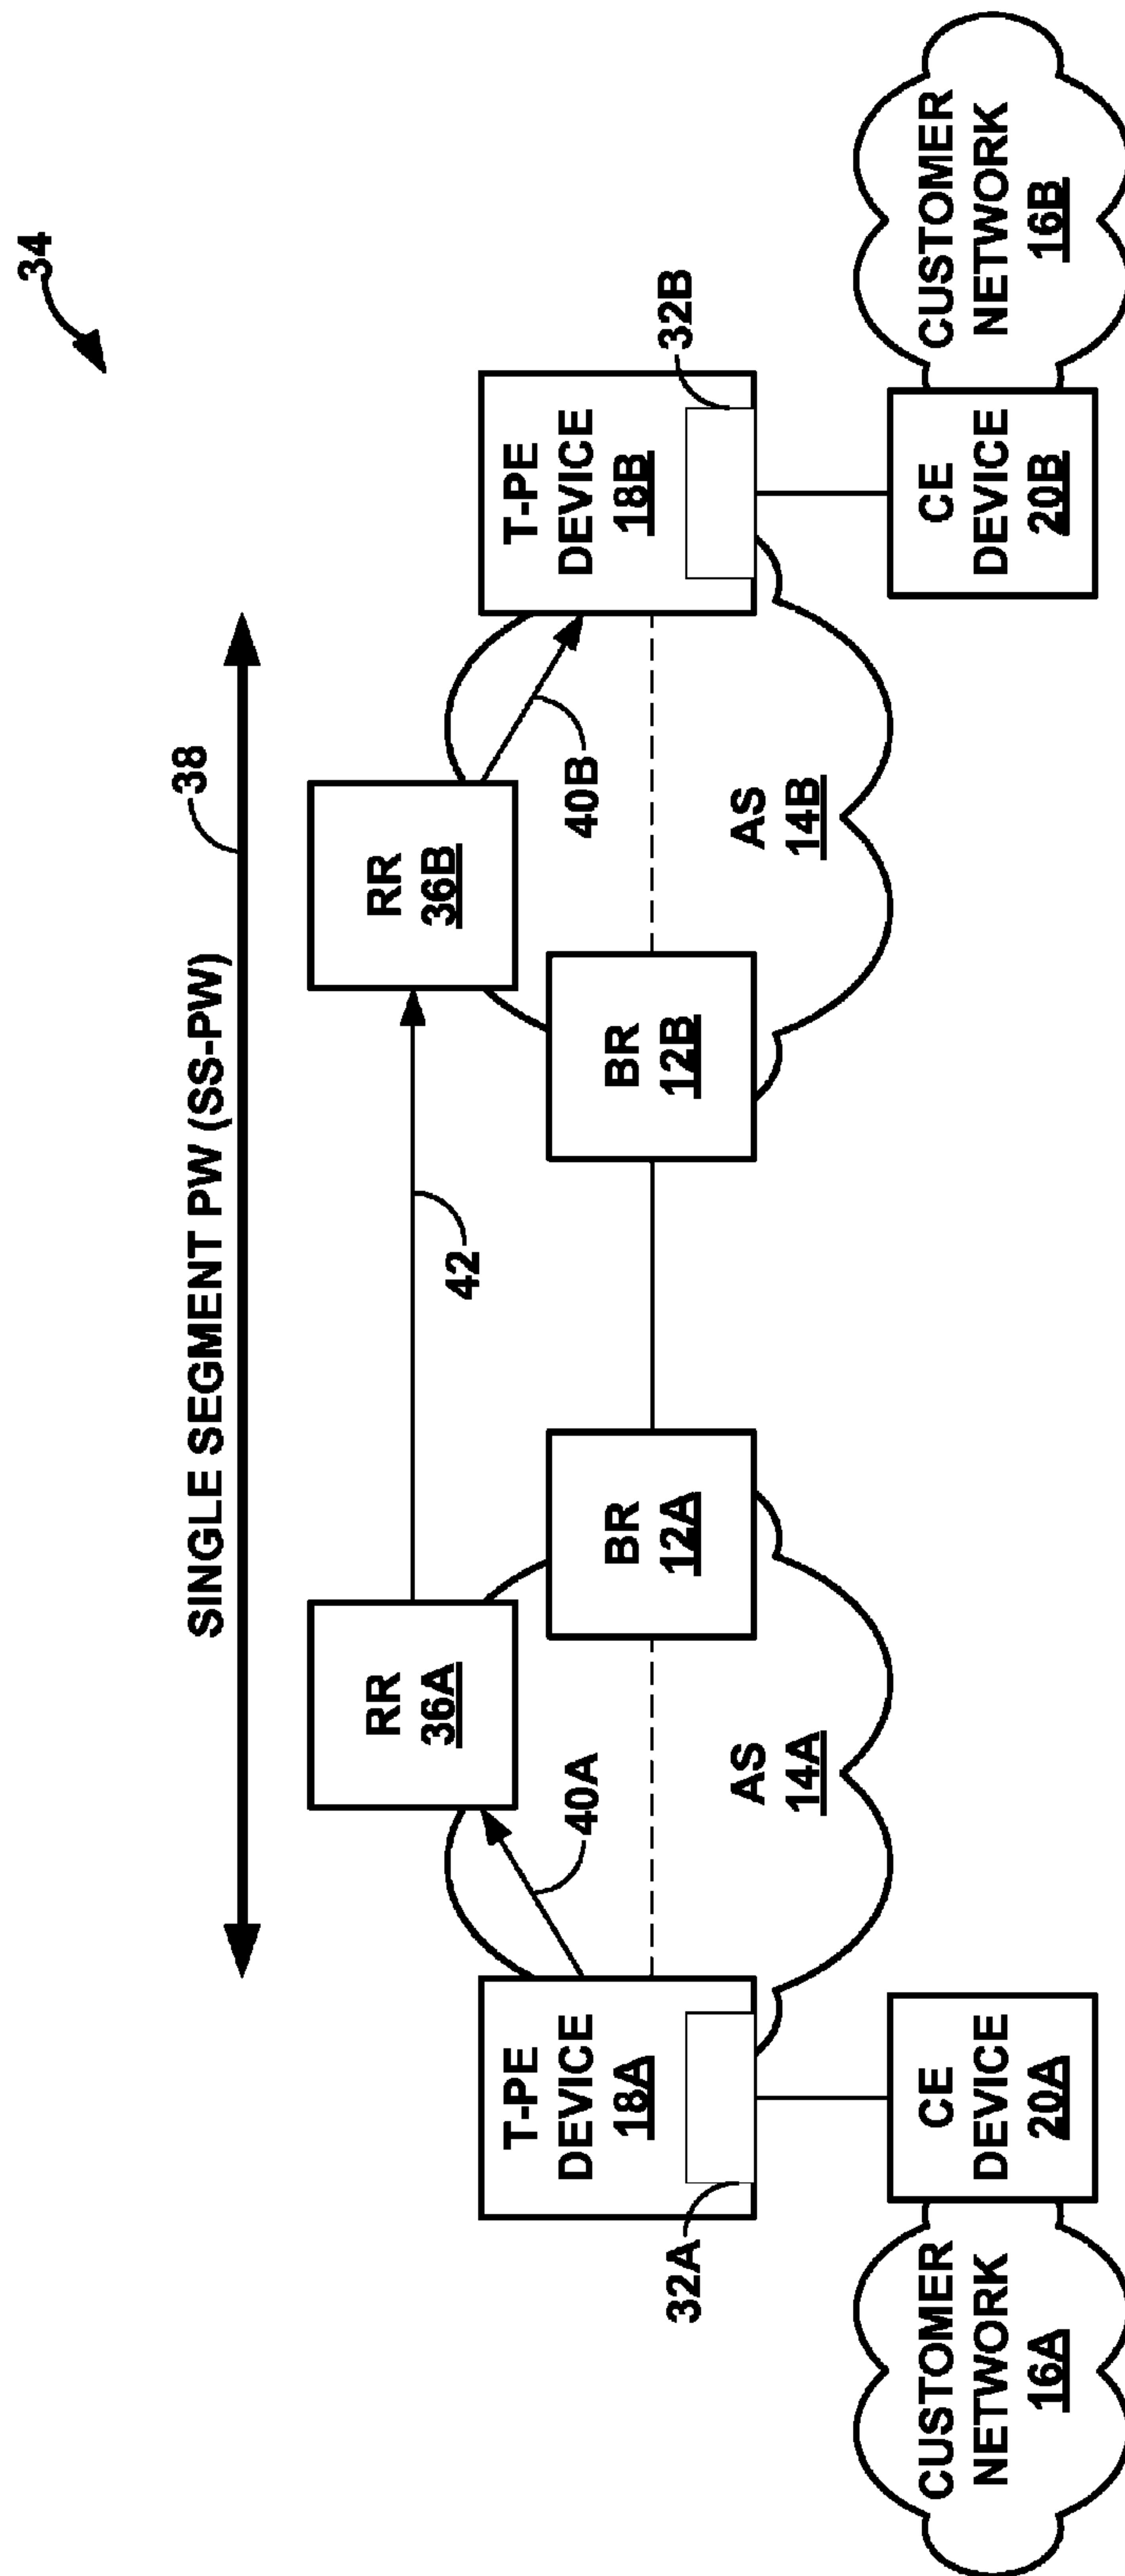 34
SINGLE SEGMENT PW (SS-PW)
38
RR
36A
42
RR
36B
T-PE
DEVICE
18A
40A
BR
12A
BR
12B
40B
T-PE
DEVICE
18B
32A
AS
14A
AS
14B
32B
CUSTOMER
NETWORK
16A
CE
DEVICE
20A
CE
DEVICE
20B
CUSTOMER
NETWORK
16B